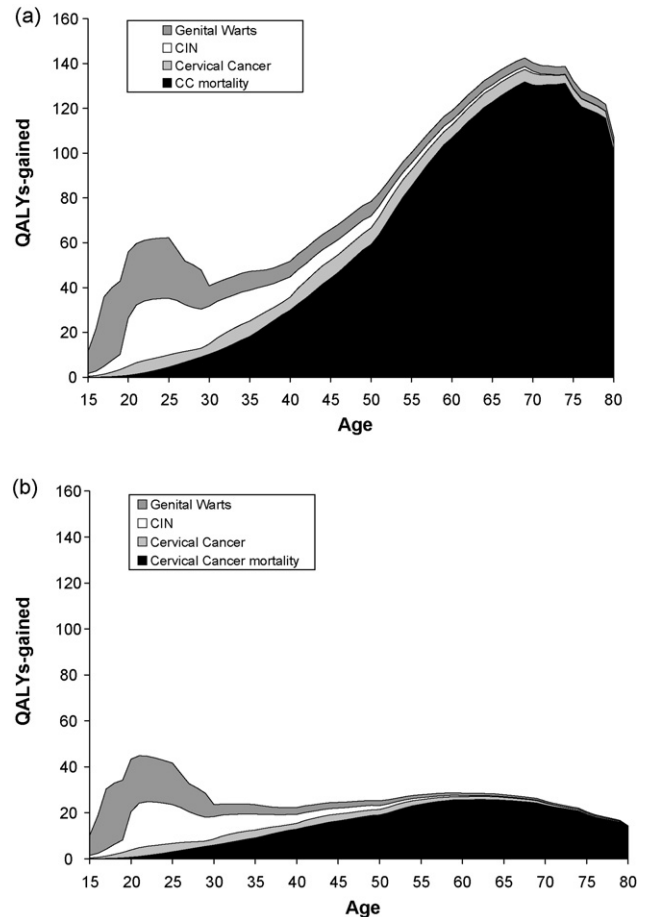 (a)
160
140
120
100
80
60
40
20
0
QALYs-gained
Genital Warts
CIN
Cervical Cancer
CC mortality
15 20 25 30 35 40 45 50 55 60 65 70 75 80
Age
(b)
160
140
120
100
80
60
40
20
0
QALYs-gained
Genital Warts
CIN
Cervical Cancer
Cervical Cancer mortality
15 20 25 30 35 40 45 50 55 60 65 70 75 80
Age